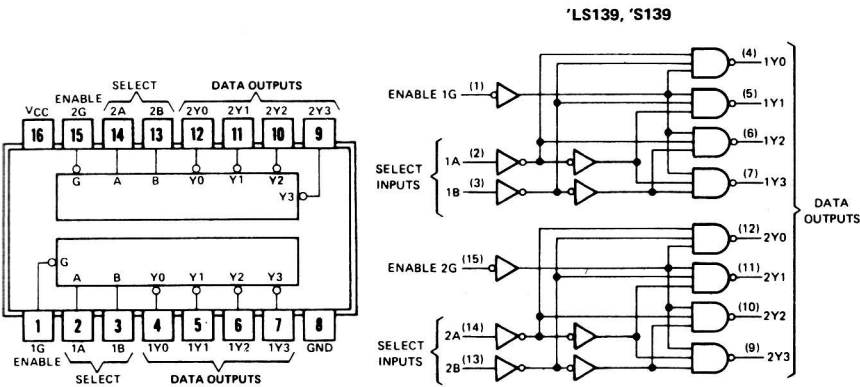 'LS139, 'S139
SELECT
DATA OUTPUTS
ENABLE
VCC 2G 2A 2B 2Y0 2Y1 2Y2 2Y3
16 15 14 13 12 11 10 9
G A B Y0 Y1 Y2
Y3
G
A B Y0 Y1 Y2 Y3
1 2 3 4 5 6 7 8
1G 1A 1B 1Y0 1Y1 1Y2 1Y3 GND
ENABLE
SELECT
DATA OUTPUTS
(4) 1Y0
ENABLE 1G (1)
(5) 1Y1
(6) 1Y2
SELECT INPUTS
1A (2)
1B (3)
(7) 1Y3
DATA OUTPUTS
(12) 2Y0
ENABLE 2G (15)
(11) 2Y1
(10) 2Y2
SELECT INPUTS
2A (14)
2B (13)
(9) 2Y3